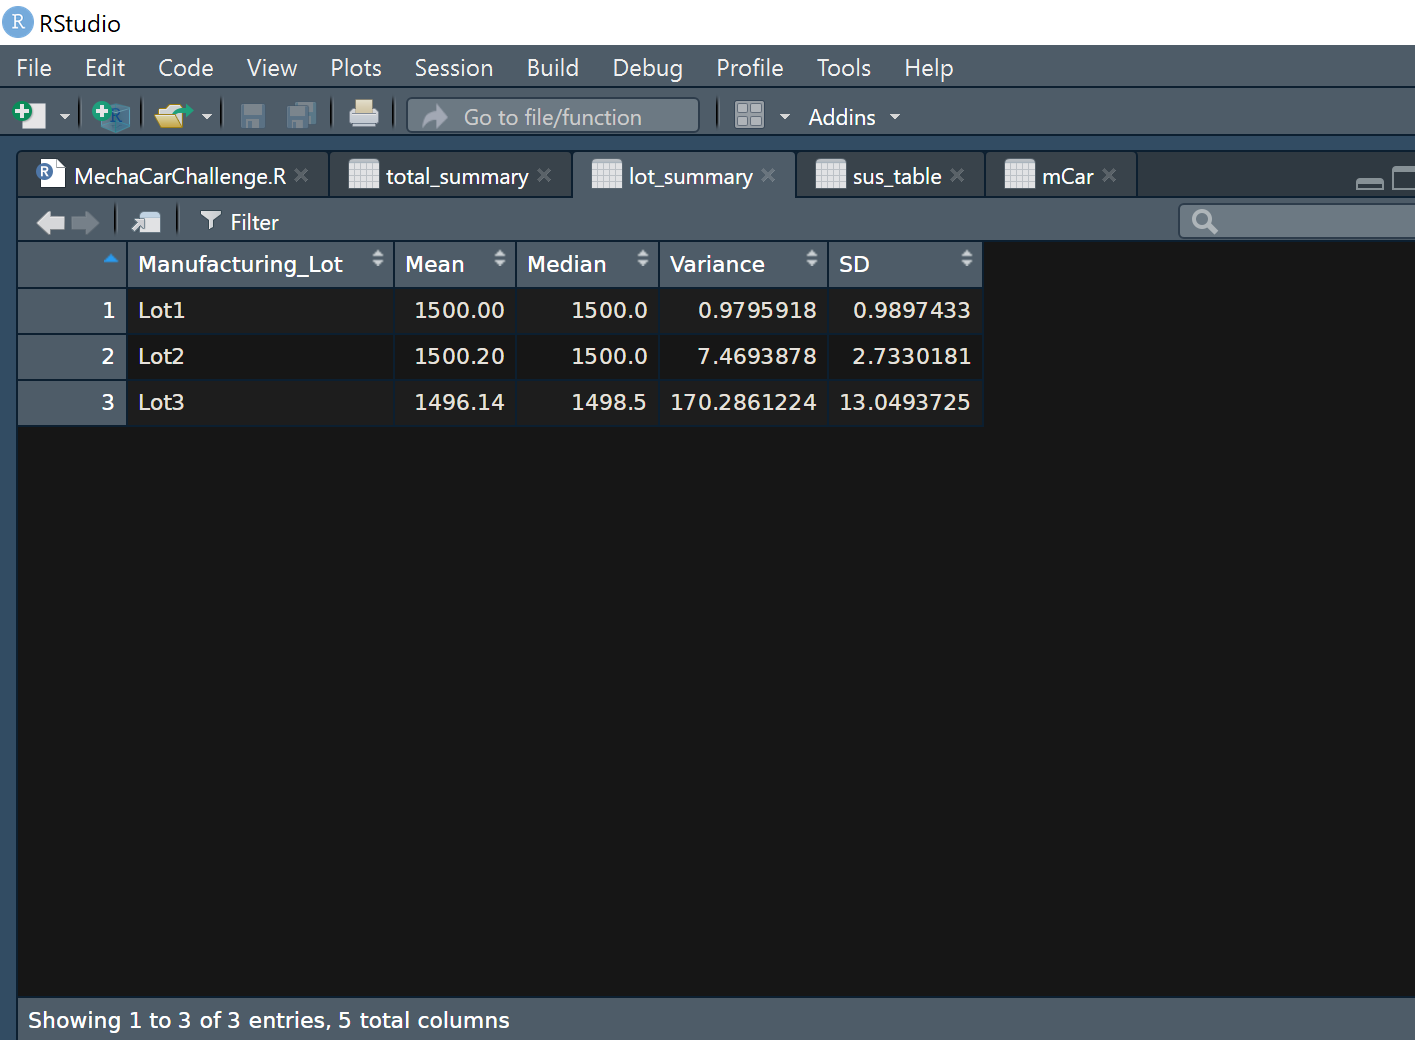 R RStudio
File Edit Code View Plots Session Build Debug Profile Tools Help
R Go to file/function Addins
R MechaCarChallenge.R total_summary lot_summary sus_table mCar
Filter
Manufacturing_Lot Mean Median Variance SD
1 Lot1 1500.00 1500.0 0.9795918 0.9897433
2 Lot2 1500.20 1500.0 7.4693878 2.7330181
3 Lot3 1496.14 1498.5 170.2861224 13.0493725
Showing 1 to 3 of 3 entries, 5 total columns